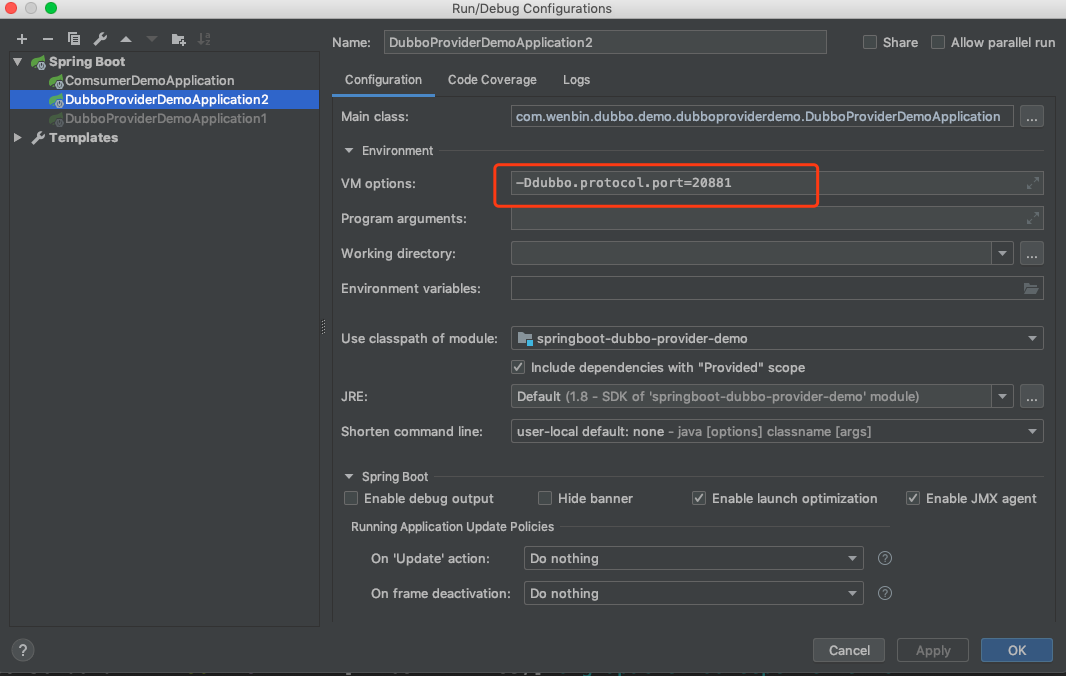 Run/Debug Configurations
Name: DubboProviderDemoApplication2
Share
Allow parallel run
Spring Boot
ComsumerDemoApplication
DubboProviderDemoApplication2
DubboProviderDemoApplication1
Templates
Configuration
Code Coverage
Logs
Main class: com.wenbin.dubbo.demo.dubboproviderdemo.DubboProviderDemoApplication ...
Environment
VM options: -Ddubbo.protocol.port=20881
Program arguments:
Working directory: ...
Environment variables:
Use classpath of module: springboot-dubbo-provider-demo
Include dependencies with "Provided" scope
JRE: Default (1.8 - SDK of 'springboot-dubbo-provider-demo' module) ...
Shorten command line: user-local default: none - java [options] classname [args]
Spring Boot
Enable debug output
Hide banner
Enable launch optimization
Enable JMX agent
Running Application Update Policies
On 'Update' action: Do nothing ?
On frame deactivation: Do nothing ?
?
Cancel
Apply
OK